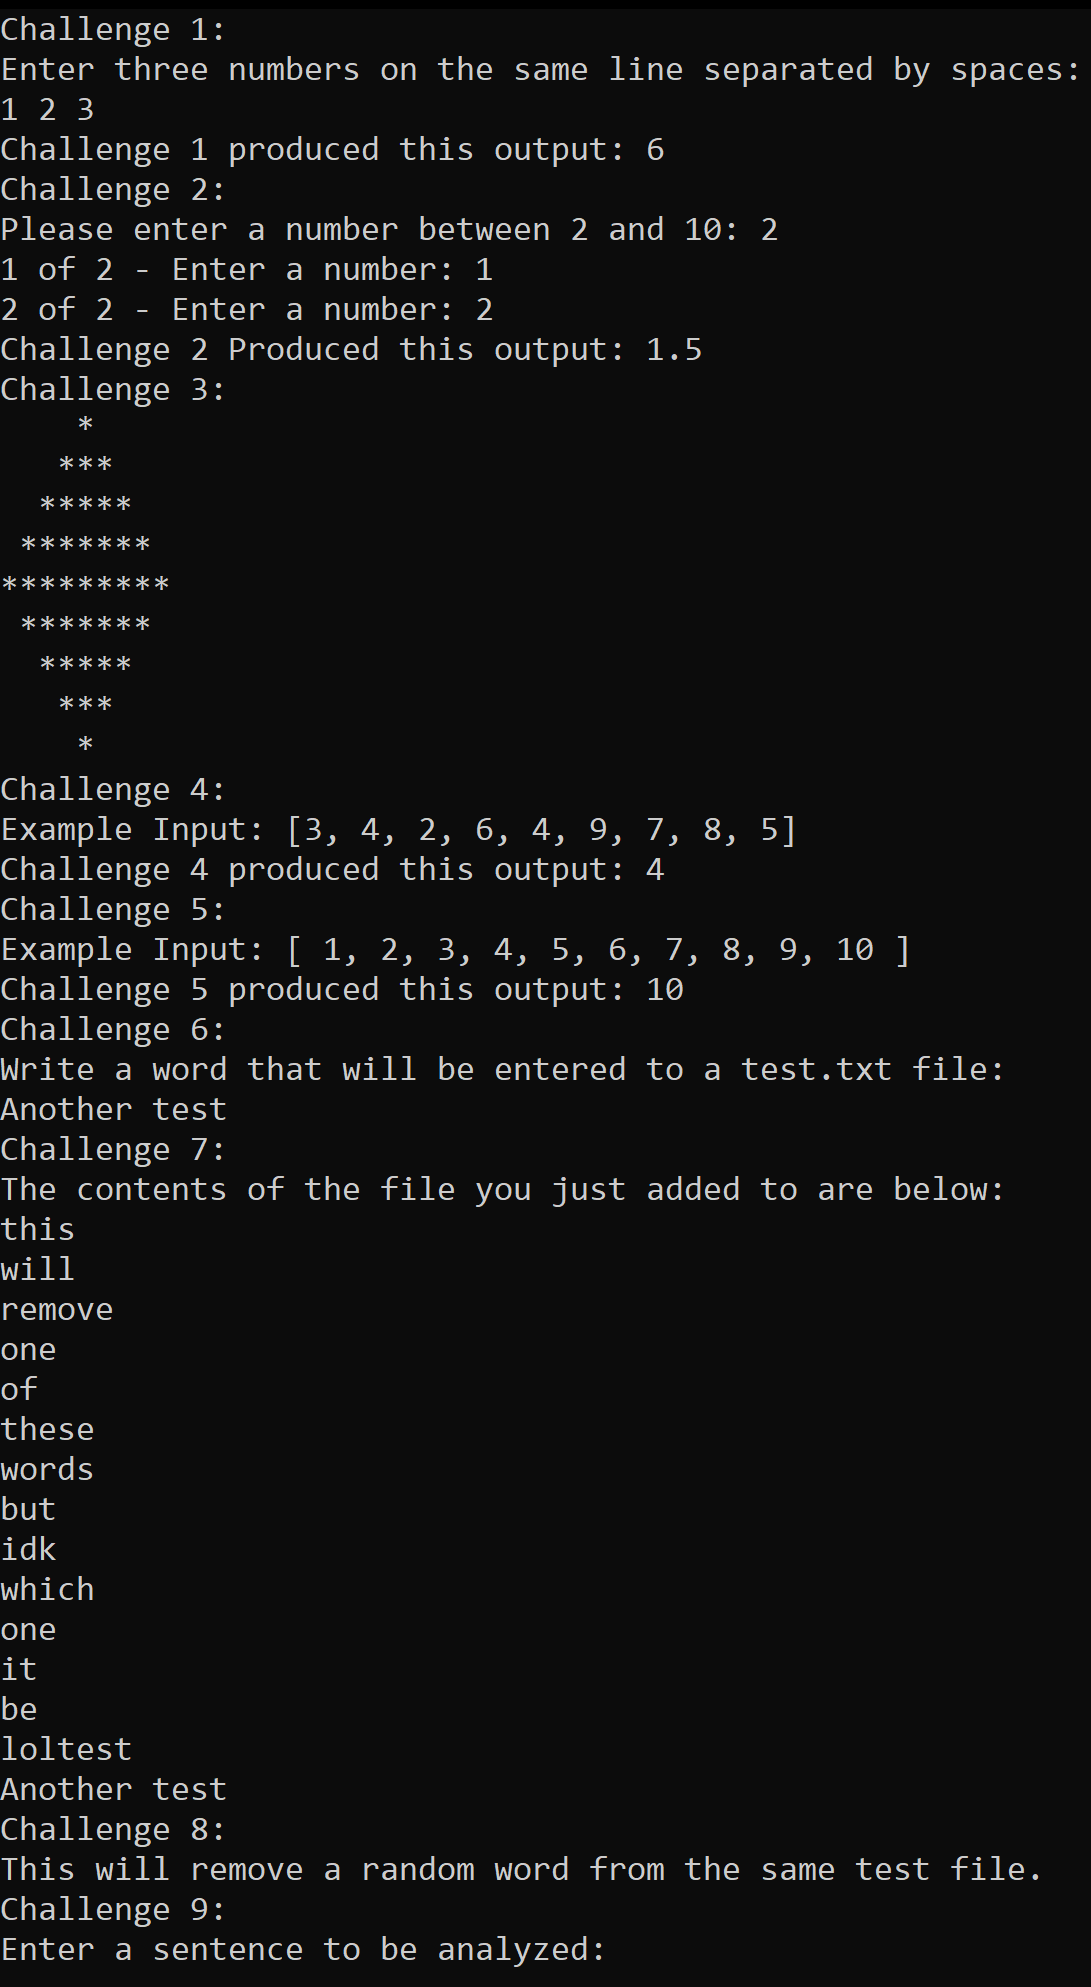 Challenge 1:
Enter three numbers on the same line separated by spaces:
1 2 3
Challenge 1 produced this output: 6
Challenge 2:
Please enter a number between 2 and 10: 2
1 of 2 - Enter a number: 1
2 of 2 - Enter a number: 2
Challenge 2 Produced this output: 1.5
Challenge 3:
    *
   ***
  *****
 *******
*********
 *******
  *****
   ***
    *
Challenge 4:
Example Input: [3, 4, 2, 6, 4, 9, 7, 8, 5]
Challenge 4 produced this output: 4
Challenge 5:
Example Input: [ 1, 2, 3, 4, 5, 6, 7, 8, 9, 10 ]
Challenge 5 produced this output: 10
Challenge 6:
Write a word that will be entered to a test.txt file:
Another test
Challenge 7:
The contents of the file you just added to are below:
this
will
remove
one
of
these
words
but
idk
which
one
it
be
loltest
Another test
Challenge 8:
This will remove a random word from the same test file.
Challenge 9:
Enter a sentence to be analyzed: